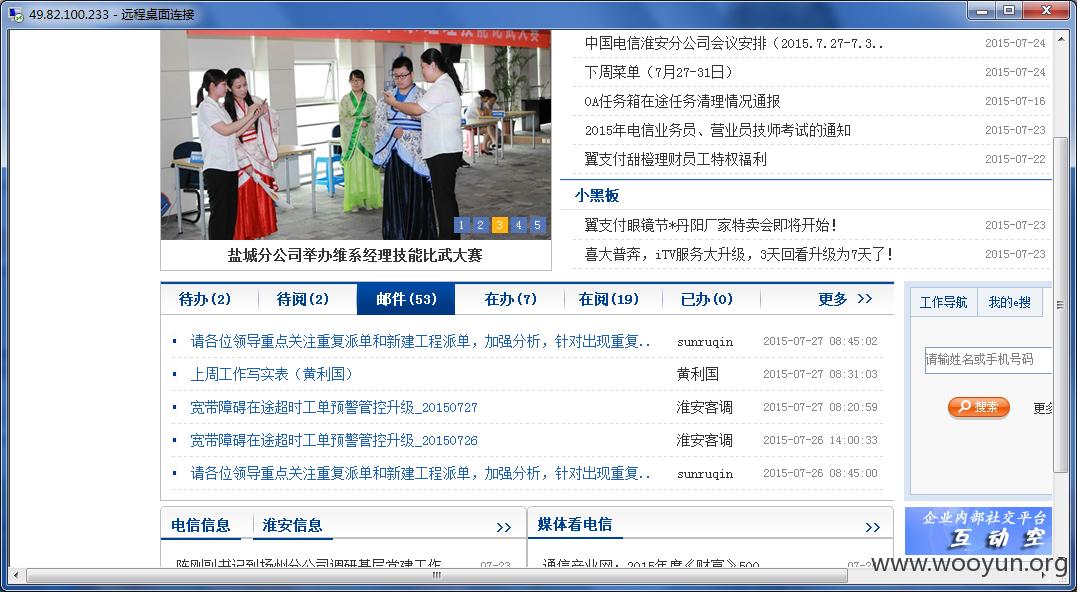 49.82.100.233 - 远程桌面连接
中国电信淮安分公司会议安排（2015.7.27-7.3..
2015-07-24
下周菜单（7月27-31日）
2015-07-24
OA任务箱在途任务清理情况通报
2015-07-16
2015年电信业务员、营业员技师考试的通知
2015-07-23
翼支付甜橙理财员工特权福利
2015-07-22
小黑板
翼支付眼镜节*丹阳厂家特卖会即将开始！
2015-07-23
喜大普奔，iTV服务大升级，3天回看升级为7天了！
2015-07-23
1 2 3 4 5
盐城分公司举办维系经理技能比武大赛
待办(2) 待阅(2) 邮件(53) 在办(7) 在阅(19) 已办(0) 更多 >>
请各位领导重点关注重复派单和新建工程派单，加强分析，针对出现重复.. sunruqin 2015-07-27 08:45:02
上周工作写实表（黄利国） 黄利国 2015-07-27 08:31:03
宽带障碍在途超时工单预警管控升级_20150727 淮安客调 2015-07-27 08:20:59
宽带障碍在途超时工单预警管控升级_20150726 淮安客调 2015-07-26 14:00:33
请各位领导重点关注重复派单和新建工程派单，加强分析，针对出现重复.. sunruqin 2015-07-26 08:45:00
工作导航 我的e搜
请输姓名或手机号码
搜索 更多
电信信息 淮安信息 >>
陈刚副书记到扬州分公司调研基层党建工作 07-23
媒体看电信 >>
通信产业网：2015年度《财富》500
企业内部社交平台
互动空
www.wooyun.org